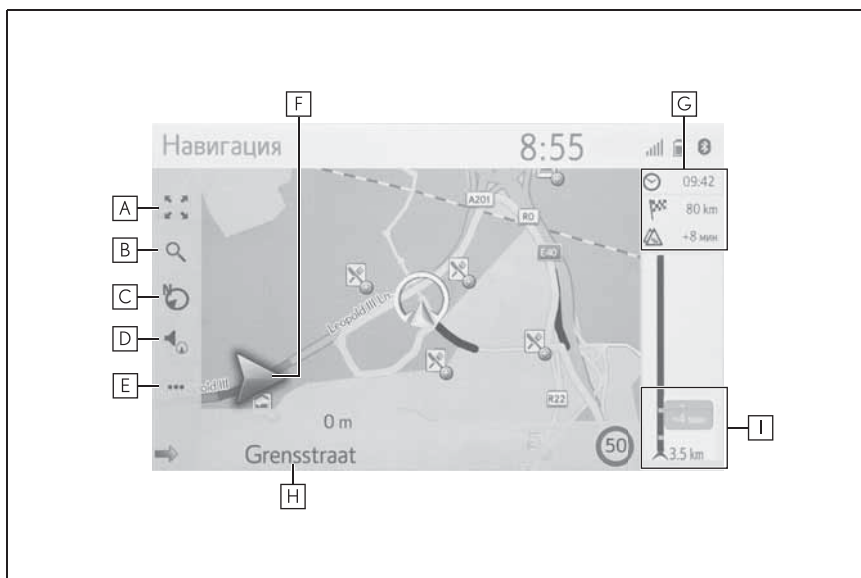 F
G
Навигация 8:55
09:42
A
A201
80 km
R0
B
+8 мин
E40
C
N
Leopold III Ln
D
E
R22
0 m
I
50
Grensstraat
3.5 km
H